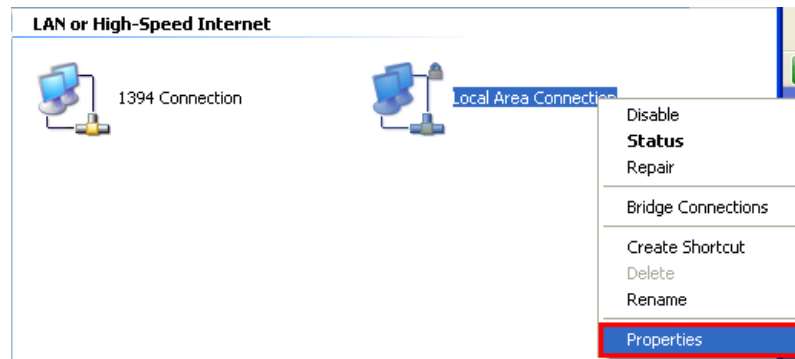 LAN or High-Speed Internet
1394 Connection
Local Area Connection
Disable
Status
Repair
Bridge Connections
Create Shortcut
Delete
Rename
Properties